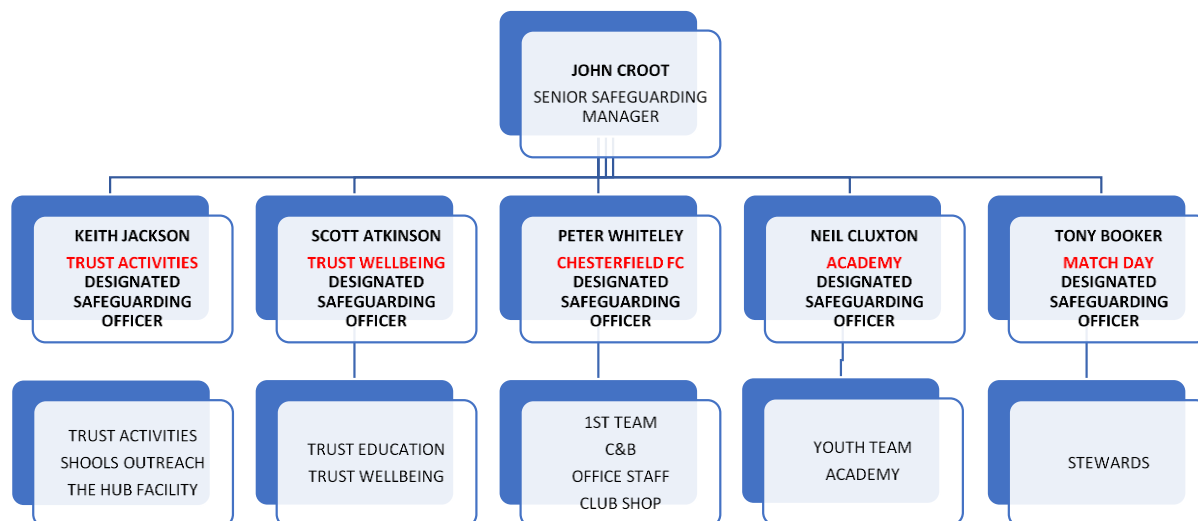 JOHN CROOT
SENIOR SAFEGUARDING
MANAGER
KEITH JACKSON
TRUST ACTIVITIES
DESIGNATED
SAFEGUARDING
OFFICER
SCOTT ATKINSON
TRUST WELLBEING
DESIGNATED
SAFEGUARDING
OFFICER
PETER WHITELEY
CHESTERFIELD FC
DESIGNATED
SAFEGUARDING
OFFICER
NEIL CLUXTON
ACADEMY
DESIGNATED
SAFEGUARDING
OFFICER
TONY BOOKER
MATCH DAY
DESIGNATED
SAFEGUARDING
OFFICER
TRUST ACTIVITIES
SHOOLS OUTREACH
THE HUB FACILITY
TRUST EDUCATION
TRUST WELLBEING
1ST TEAM
C&B
OFFICE STAFF
CLUB SHOP
YOUTH TEAM
ACADEMY
STEWARDS